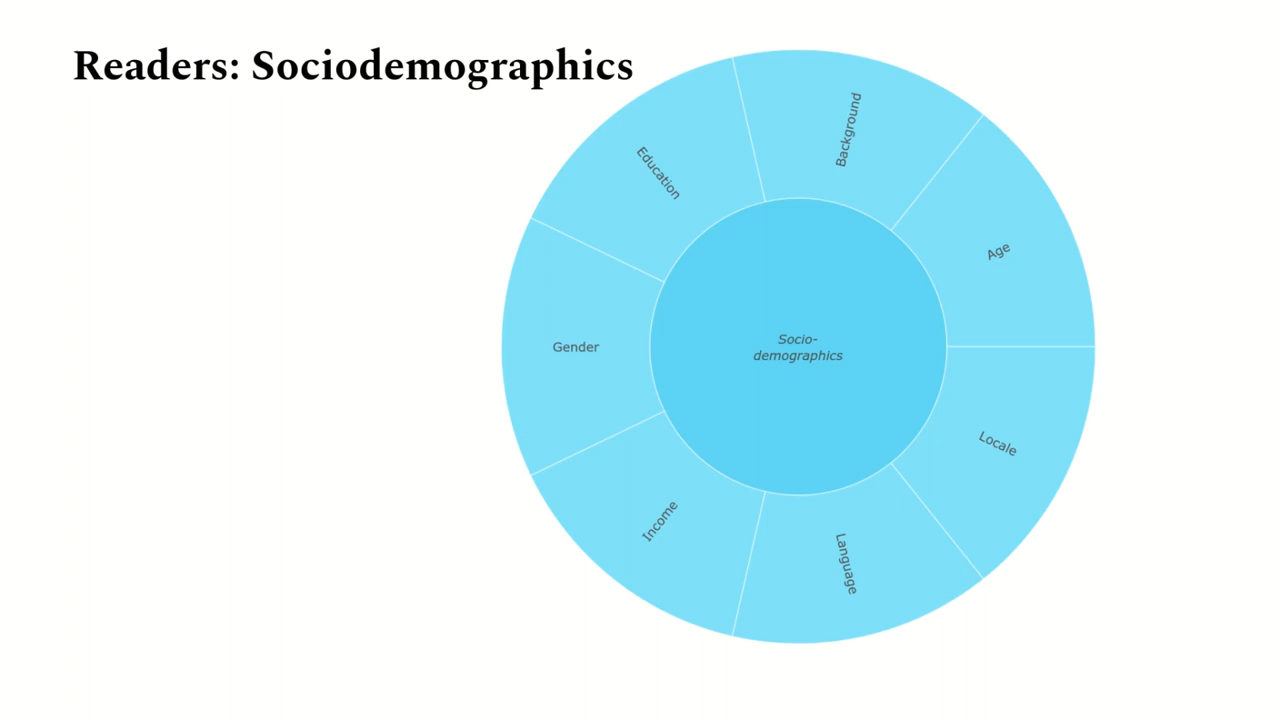 Readers: Sociodemographics
Background
Education
Age
Gender
Socio-
demographics
Locale
Income
Language